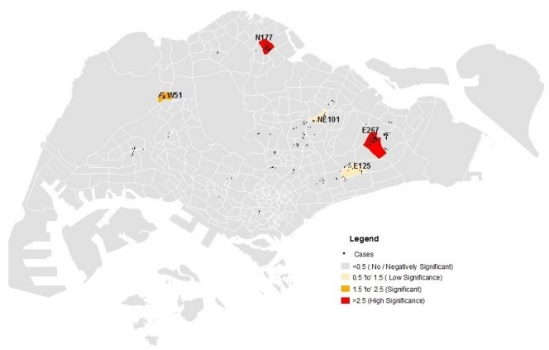 N177
W51
NE101
E267
E125
Legend
Cases
<0.5 ( No / Negatively Significant)
0.5 'to' 1.5 ( Low Significance)
1.5 'to' 2.5 (Significant)
>2.5 (High Significance)